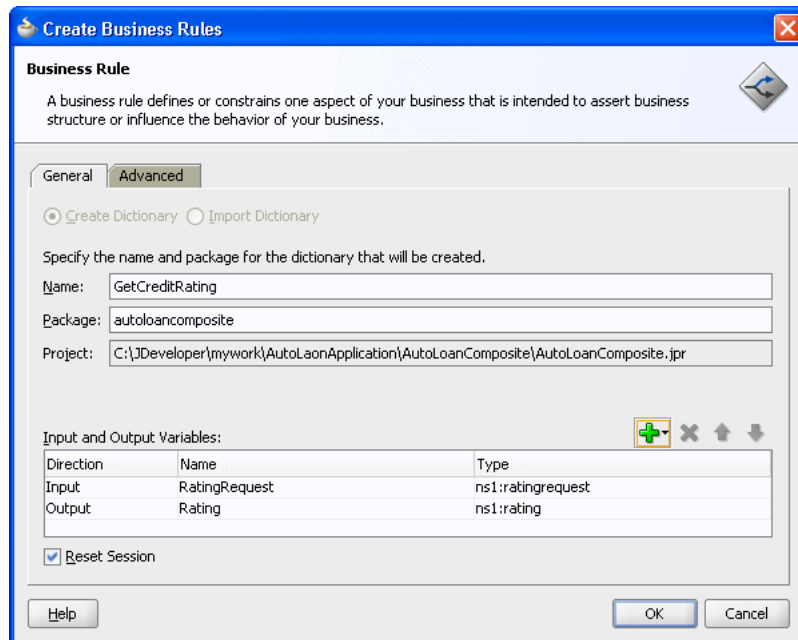 Create Business Rules
Business Rule
A business rule defines or constrains one aspect of your business that is intended to assert business
structure or influence the behavior of your business.
General Advanced
Create Dictionary Import Dictionary
Specify the name and package for the dictionary that will be created.
Name: GetCreditRating
Package: autoloancomposite
Project: C:\JDeveloper\mywork\AutoLaonApplication\AutoLoanComposite\AutoLoanComposite.jpr
Input and Output Variables:
Direction Name Type
Input RatingRequest ns1:ratingrequest
Output Rating ns1:rating
Reset Session
Help OK Cancel